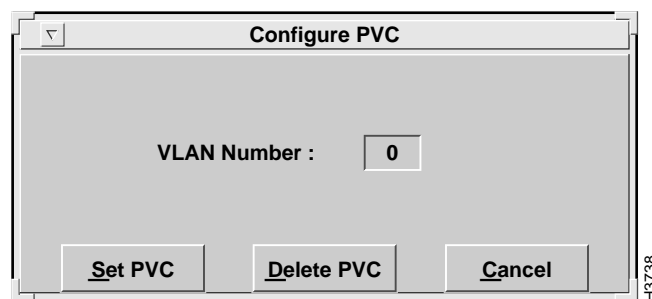 Configure PVC
VLAN Number : 0
Set PVC Delete PVC Cancel
H3738